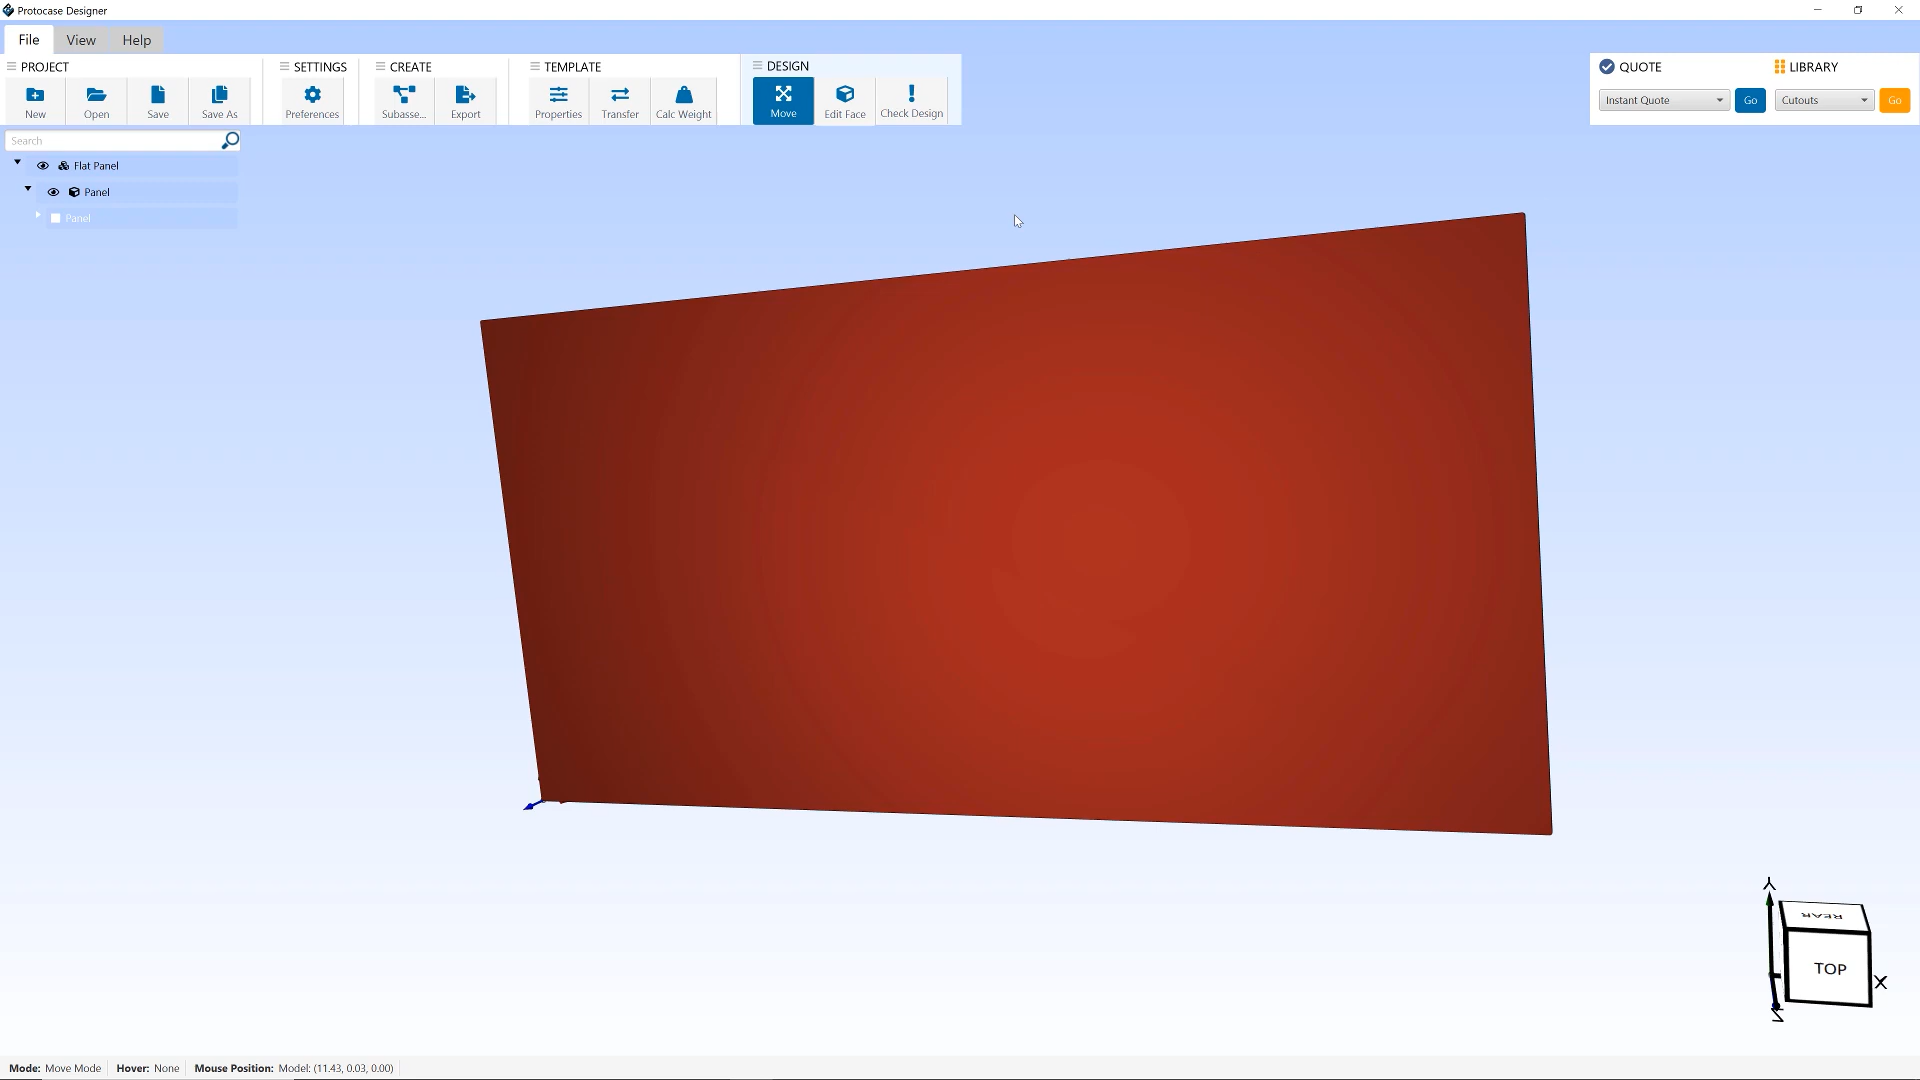 Protocase Designer
File View Help
PROJECT SETTINGS CREATE TEMPLATE DESIGN QUOTE LIBRARY
New Open Save Save As Preferences Subasse... Export Properties Transfer Calc Weight Move Edit Face Check Design Instant Quote Go Cutouts Go
Search
Flat Panel
Panel
Panel
Y
REAR
TOP
X
Z
Mode: Move Mode Hover: None Mouse Position: Model: (11.43, 0.03, 0.00)